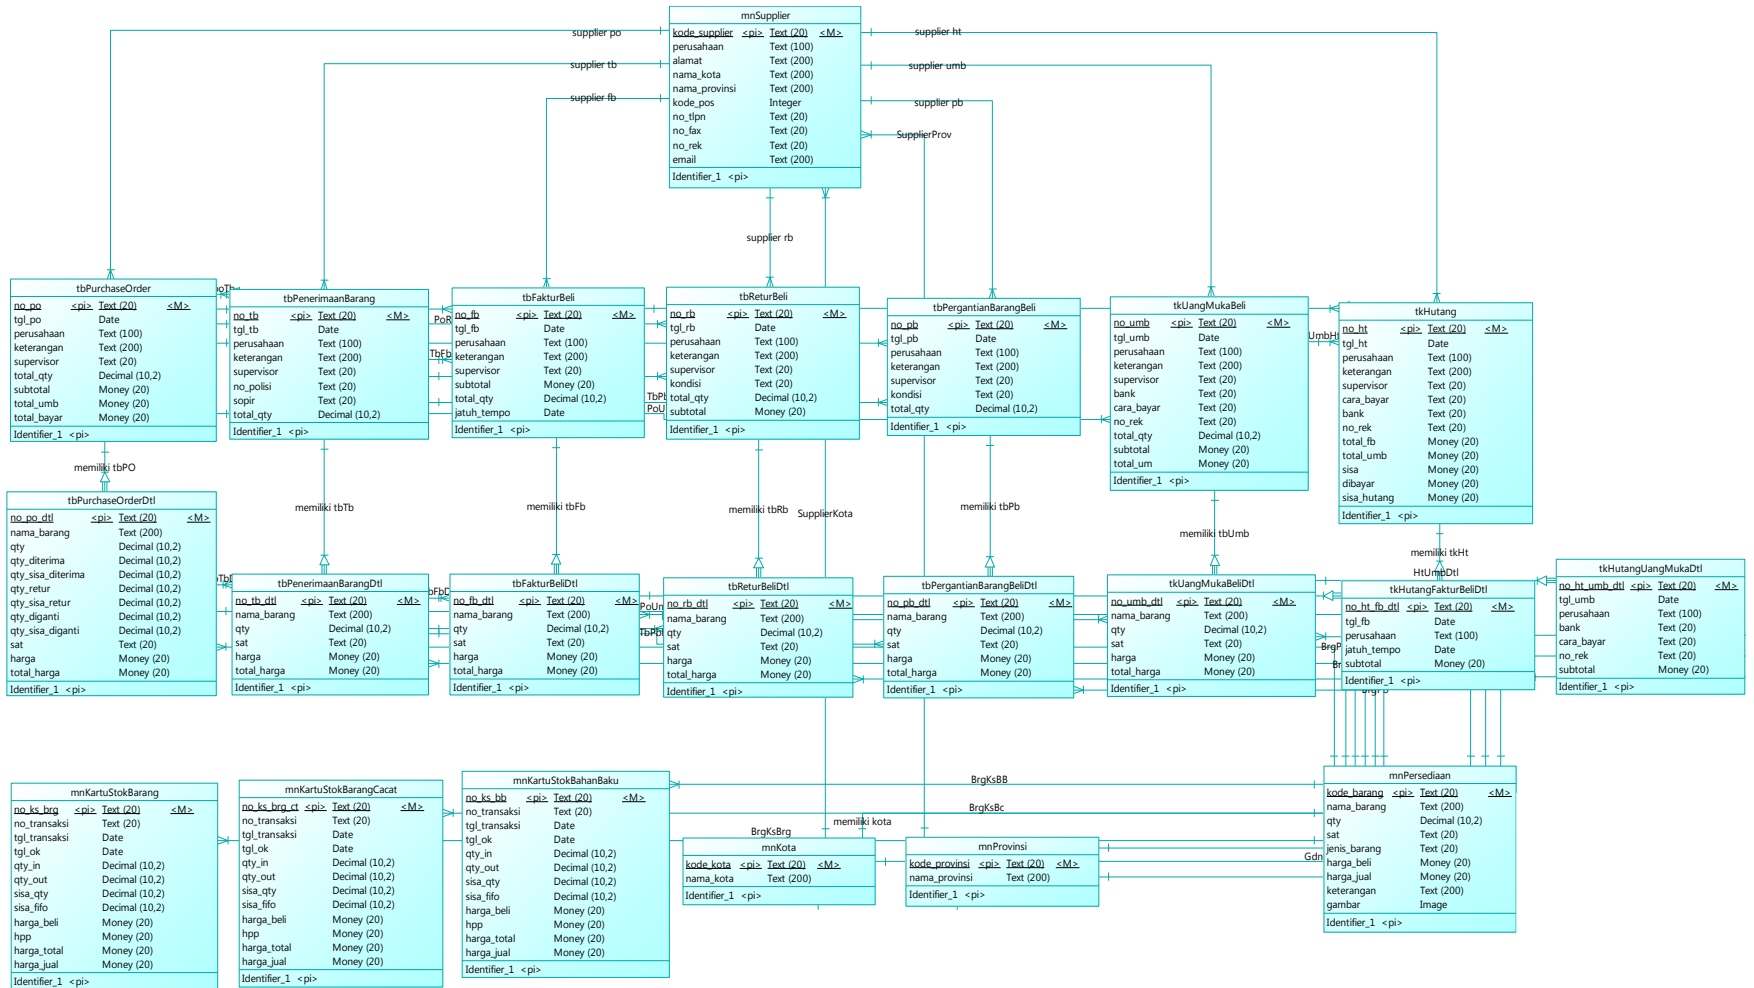 mnSupplier
kode_supplier <pi> Text (20) <M>
perusahaan Text (100)
alamat Text (200)
nama_kota Text (200)
nama_provinsi Text (200)
kode_pos Integer
no_tlpn Text (20)
no_fax Text (20)
no_rek Text (20)
email Text (200)
Identifier_1 <pi>
supplier po
supplier tb
supplier fb
supplier ht
supplier umb
supplier pb
SupplierProv
supplier rb
tbPurchaseOrder
no_po <pi> Text (20) <M>
tgl_po Date
perusahaan Text (100)
keterangan Text (200)
supervisor Text (20)
total_qty Decimal (10,2)
subtotal Money (20)
total_umb Money (20)
total_bayar Money (20)
Identifier_1 <pi>
tbPenerimaanBarang
no_tb <pi> Text (20) <M>
tgl_tb Date
perusahaan Text (100)
keterangan Text (200)
supervisor Text (20)
no_polisi Text (20)
sopir Text (20)
total_qty Decimal (10,2)
Identifier_1 <pi>
tbFakturBeli
no_fb <pi> Text (20) <M>
tgl_fb Date
perusahaan Text (100)
keterangan Text (200)
supervisor Text (20)
subtotal Money (20)
total_qty Decimal (10,2)
jatuh_tempo Date
Identifier_1 <pi>
tbReturBeli
no_rb <pi> Text (20) <M>
tgl_rb Date
perusahaan Text (100)
keterangan Text (200)
supervisor Text (20)
kondisi Text (20)
total_qty Decimal (10,2)
subtotal Money (20)
Identifier_1 <pi>
tbPergantianBarangBeli
no_pb <pi> Text (20) <M>
tgl_pb Date
perusahaan Text (100)
keterangan Text (200)
supervisor Text (20)
kondisi Text (20)
total_qty Decimal (10,2)
Identifier_1 <pi>
tkUangMukaBeli
no_umb <pi> Text (20) <M>
tgl_umb Date
perusahaan Text (100)
keterangan Text (200)
supervisor Text (20)
bank Text (20)
cara_bayar Text (20)
no_rek Text (20)
total_qty Decimal (10,2)
subtotal Money (20)
total_um Money (20)
Identifier_1 <pi>
tkHutang
no_ht <pi> Text (20) <M>
tgl_ht Date
perusahaan Text (100)
keterangan Text (200)
supervisor Text (20)
cara_bayar Text (20)
bank Text (20)
no_rek Text (20)
total_fb Money (20)
total_umb Money (20)
sisa Money (20)
dibayar Money (20)
sisa_hutang Money (20)
Identifier_1 <pi>
memiliki tbPO
memiliki tbTb
memiliki tbFb
memiliki tbRb
SupplierKota
memiliki tbPb
memiliki tbUmb
memiliki tkHt
HtUmbDtl
tbPurchaseOrderDtl
no_po_dtl <pi> Text (20) <M>
nama_barang Text (200)
qty Decimal (10,2)
qty_diterima Decimal (10,2)
qty_sisa_diterima Decimal (10,2)
qty_retur Decimal (10,2)
qty_sisa_retur Decimal (10,2)
qty_diganti Decimal (10,2)
qty_sisa_diganti Decimal (10,2)
sat Text (20)
harga Money (20)
total_harga Money (20)
Identifier_1 <pi>
tbPenerimaanBarangDtl
no_tb_dtl <pi> Text (20) <M>
nama_barang Text (200)
qty Decimal (10,2)
sat Text (20)
harga Money (20)
total_harga Money (20)
Identifier_1 <pi>
tbFakturBeliDtl
no_fb_dtl <pi> Text (20) <M>
nama_barang Text (200)
qty Decimal (10,2)
sat Text (20)
harga Money (20)
total_harga Money (20)
Identifier_1 <pi>
tbReturBeliDtl
no_rb_dtl <pi> Text (20) <M>
nama_barang Text (200)
qty Decimal (10,2)
sat Text (20)
harga Money (20)
total_harga Money (20)
Identifier_1 <pi>
tbPergantianBarangBeliDtl
no_pb_dtl <pi> Text (20) <M>
nama_barang Text (200)
qty Decimal (10,2)
sat Text (20)
harga Money (20)
total_harga Money (20)
Identifier_1 <pi>
tkUangMukaBeliDtl
no_umb_dtl <pi> Text (20) <M>
nama_barang Text (200)
qty Decimal (10,2)
sat Text (20)
harga Money (20)
total_harga Money (20)
Identifier_1 <pi>
tkHutangFakturBeliDtl
no_ht_fb_dtl <pi> Text (20) <M>
tgl_fb Date
perusahaan Text (100)
jatuh_tempo Date
subtotal Money (20)
Identifier_1 <pi>
tkHutangUangMukaDtl
no_ht_umb_dtl <pi> Text (20) <M>
tgl_umb Date
perusahaan Text (100)
bank Text (20)
cara_bayar Text (20)
no_rek Text (20)
subtotal Money (20)
Identifier_1 <pi>
mnKartuStokBarang
no_ks_brg <pi> Text (20) <M>
no_transaksi Text (20)
tgl_transaksi Date
tgl_ok Date
qty_in Decimal (10,2)
qty_out Decimal (10,2)
sisa_qty Decimal (10,2)
sisa_fifo Decimal (10,2)
harga_beli Money (20)
hpp Money (20)
harga_total Money (20)
harga_jual Money (20)
Identifier_1 <pi>
mnKartuStokBarangCacat
no_ks_brg_ct <pi> Text (20) <M>
no_transaksi Text (20)
tgl_transaksi Date
tgl_ok Date
qty_in Decimal (10,2)
qty_out Decimal (10,2)
sisa_qty Decimal (10,2)
sisa_fifo Decimal (10,2)
harga_beli Money (20)
hpp Money (20)
harga_total Money (20)
harga_jual Money (20)
Identifier_1 <pi>
mnKartuStokBahanBaku
no_ks_bb <pi> Text (20) <M>
no_transaksi Text (20)
tgl_transaksi Date
tgl_ok Date
qty_in Decimal (10,2)
qty_out Decimal (10,2)
sisa_qty Decimal (10,2)
sisa_fifo Decimal (10,2)
harga_beli Money (20)
hpp Money (20)
harga_total Money (20)
harga_jual Money (20)
Identifier_1 <pi>
BrgKsBB
BrgKsBc
memiliki kota
BrgKsBrg
Gdn
mnKota
kode_kota <pi> Text (20) <M>
nama_kota Text (200)
Identifier_1 <pi>
mnProvinsi
kode_provinsi <pi> Text (20) <M>
nama_provinsi Text (200)
Identifier_1 <pi>
mnPersediaan
kode_barang <pi> Text (20) <M>
nama_barang Text (200)
qty Decimal (10,2)
sat Text (20)
jenis_barang Text (20)
harga_beli Money (20)
harga_jual Money (20)
keterangan Text (200)
gambar Image
Identifier_1 <pi>